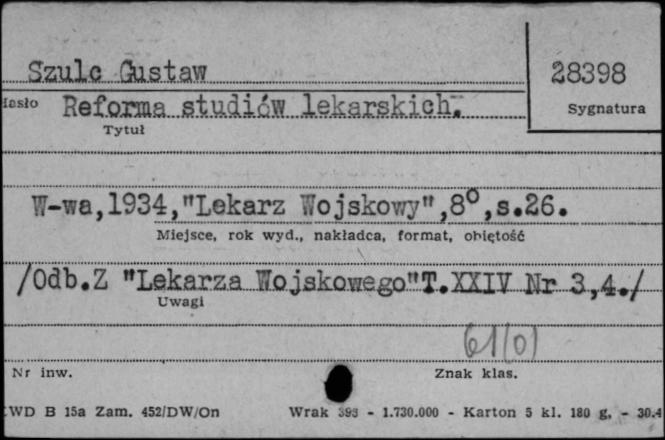 Szulc Gustaw
28398
Hasło Reforma studiów lekarskich.
Sygnatura
Tytuł
W-wa,1934,"Lekarz Wojskowy",8⁰,s.26.
Miejsce, rok wyd., nakładca, format, obiętość
/Odb.Z "Lekarza Wojskowego"T.XXIV Nr 3,4./
Uwagi
61(0)
Nr inw.
Znak klas.
WD B 15a Zam. 452/DW/On Wrak 393 - 1.730.000 - Karton 5 kl. 180 g. - 30.4